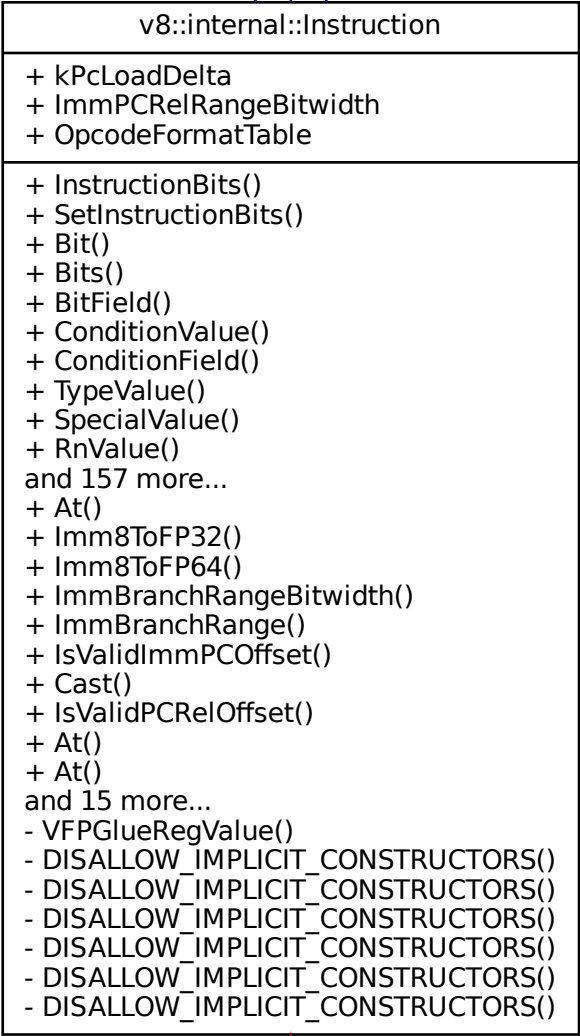 v8::internal::Instruction
+ kPcLoadDelta
+ ImmPCRelRangeBitwidth
+ OpcodeFormatTable
+ InstructionBits()
+ SetInstructionBits()
+ Bit()
+ Bits()
+ BitField()
+ ConditionValue()
+ ConditionField()
+ TypeValue()
+ SpecialValue()
+ RnValue()
and 157 more...
+ At()
+ Imm8ToFP32()
+ Imm8ToFP64()
+ ImmBranchRangeBitwidth()
+ ImmBranchRange()
+ IsValidImmPCOffset()
+ Cast()
+ IsValidPCRelOffset()
+ At()
+ At()
and 15 more...
- VFPGlueRegValue()
- DISALLOW_IMPLICIT_CONSTRUCTORS()
- DISALLOW_IMPLICIT_CONSTRUCTORS()
- DISALLOW_IMPLICIT_CONSTRUCTORS()
- DISALLOW_IMPLICIT_CONSTRUCTORS()
- DISALLOW_IMPLICIT_CONSTRUCTORS()
- DISALLOW_IMPLICIT_CONSTRUCTORS()